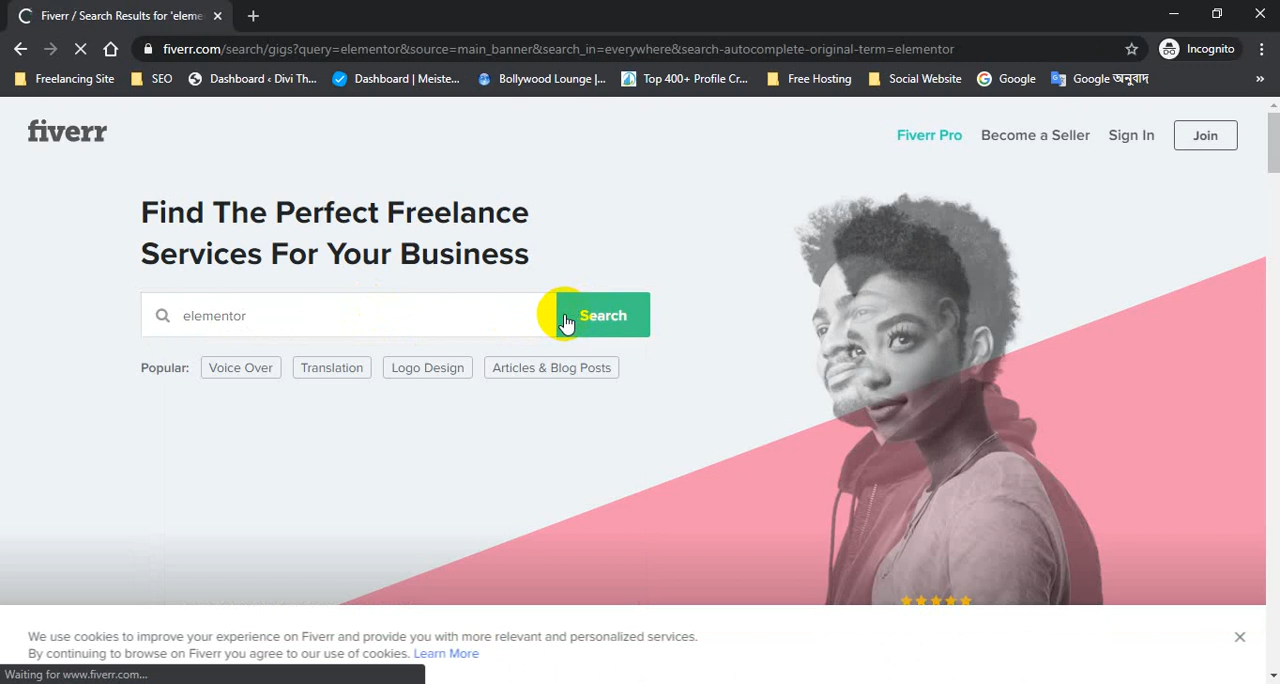 Fiverr / Search Results for 'eleme
fiverr.com/search/gigs?query=elementor&source=main_banner&search_in=everywhere&search-autocomplete-original-term=elementor
Incognito
Freelancing Site
SEO
Dashboard ‹ Divi Th...
Dashboard | Meiste...
Bollywood Lounge |...
Top 400+ Profile Cr...
Free Hosting
Social Website
Google
Google অনুবাদ
»
fiverr
Fiverr Pro
Become a Seller
Sign In
Join
Find The Perfect Freelance
Services For Your Business
elementor
Search
Popular:
Voice Over
Translation
Logo Design
Articles & Blog Posts
We use cookies to improve your experience on Fiverr and provide you with more relevant and personalized services.
By continuing to browse on Fiverr you agree to our use of cookies. Learn More
Waiting for www.fiverr.com...